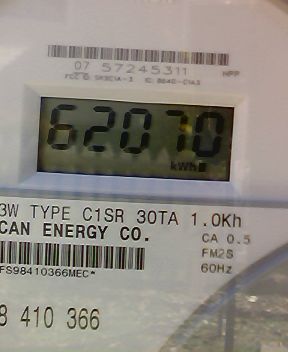 07 57245311
HPP
62070
kWh
3W TYPE C1SR 30TA 1.0Kh
CAN ENERGY CO.
CA 0.5
FM2S
60Hz
FS98410366MEC*
8 410 366